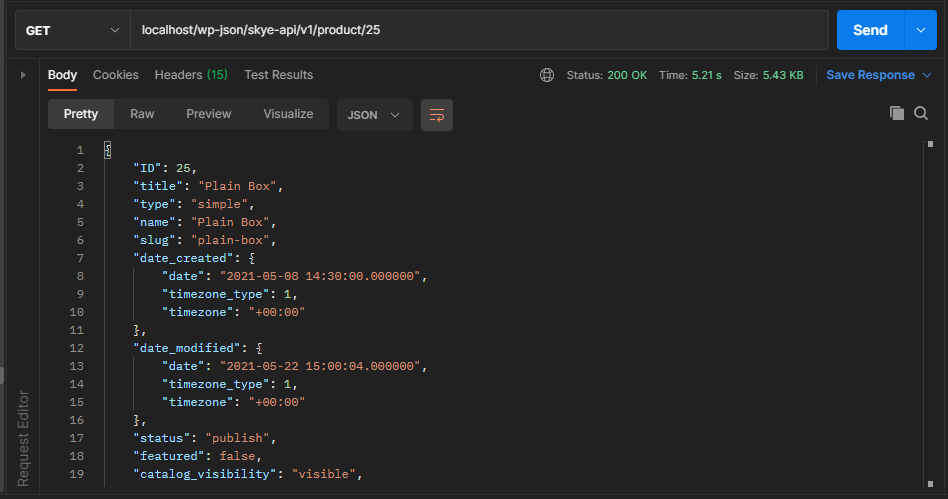 GET localhost/wp-json/skye-api/v1/product/25 Send
Body Cookies Headers (15) Test Results Status: 200 OK Time: 5.21 s Size: 5.43 KB Save Response
Pretty Raw Preview Visualize JSON
1 {
2 "ID": 25,
3 "title": "Plain Box",
4 "type": "simple",
5 "name": "Plain Box",
6 "slug": "plain-box",
7 "date_created": {
8 "date": "2021-05-08 14:30:00.000000",
9 "timezone_type": 1,
10 "timezone": "+00:00"
11 },
12 "date_modified": {
13 "date": "2021-05-22 15:00:04.000000",
14 "timezone_type": 1,
15 "timezone": "+00:00"
16 },
17 "status": "publish",
18 "featured": false,
19 "catalog_visibility": "visible",
Request Editor